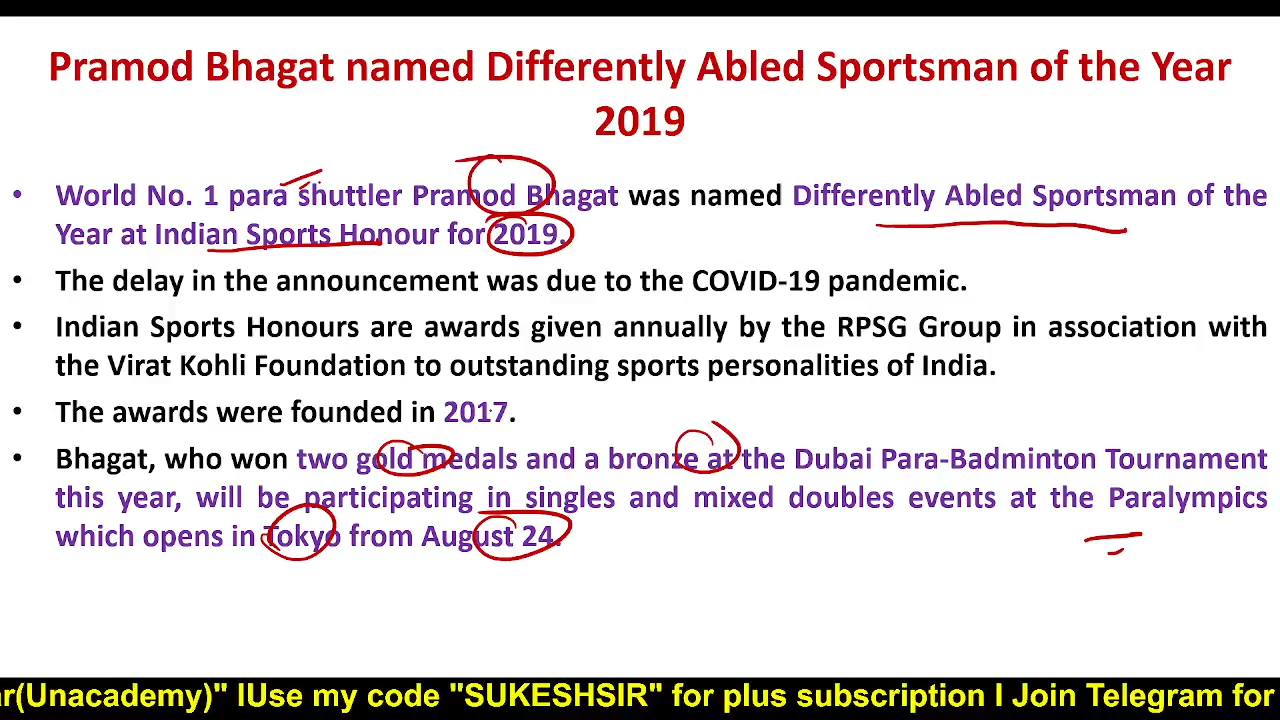 Pramod Bhagat named Differently Abled Sportsman of the Year
2019
• World No. 1 para shuttler Pramod Bhagat was named Differently Abled Sportsman of the
Year at Indian Sports Honour for 2019.
• The delay in the announcement was due to the COVID-19 pandemic.
• Indian Sports Honours are awards given annually by the RPSG Group in association with
the Virat Kohli Foundation to outstanding sports personalities of India.
• The awards were founded in 2017.
• Bhagat, who won two gold medals and a bronze at the Dubai Para-Badminton Tournament
this year, will be participating in singles and mixed doubles events at the Paralympics
which opens in Tokyo from August 24.
ar(Unacademy)" IUse my code "SUKESHSIR" for plus subscription I Join Telegram for